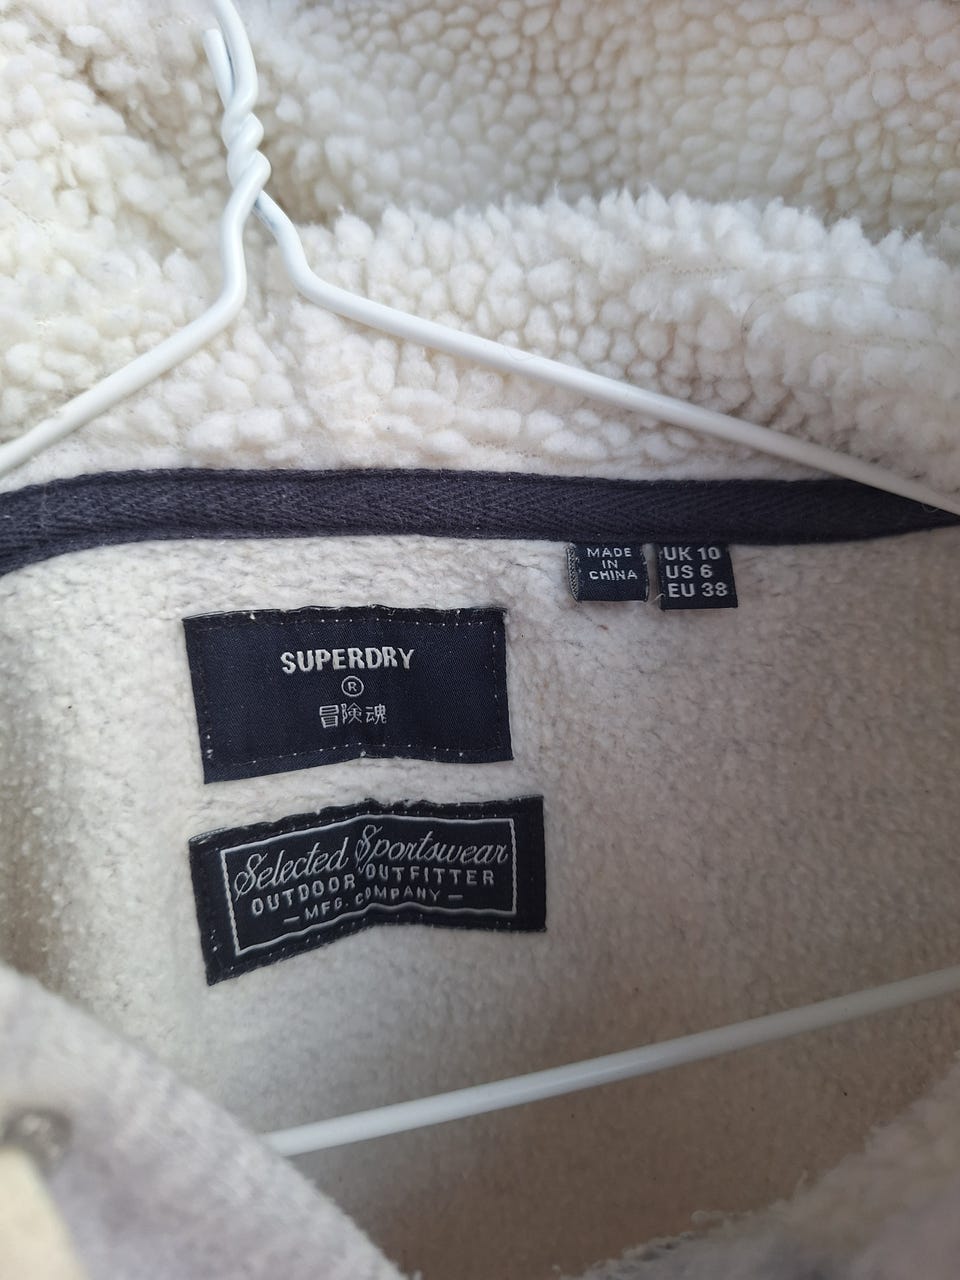 MADE
IN
CHINA
UK 10
US 6
EU 38
SUPERDRY
®
冒険魂
Selected Sportswear
OUTDOOR OUTFITTER
— MFG. COMPANY —